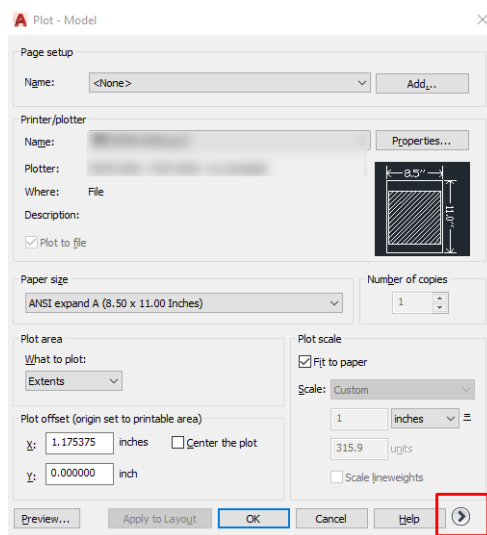 Plot - Model
Page setup
Name: <None> Add...
Printer/plotter
Name: Properties...
Plotter:
8.5''
Where: File
11.0''
Description:
Plot to file
Paper size
Number of copies
ANSI expand A (8.50 x 11.00 Inches) 1
Plot area
Plot scale
What to plot:
Fit to paper
Extents
Scale: Custom
Plot offset (origin set to printable area)
1 inches =
X: 1.175375 inches Center the plot
315.9 units
Y: 0.000000 inch
Scale lineweights
Preview... Apply to Layout OK Cancel Help